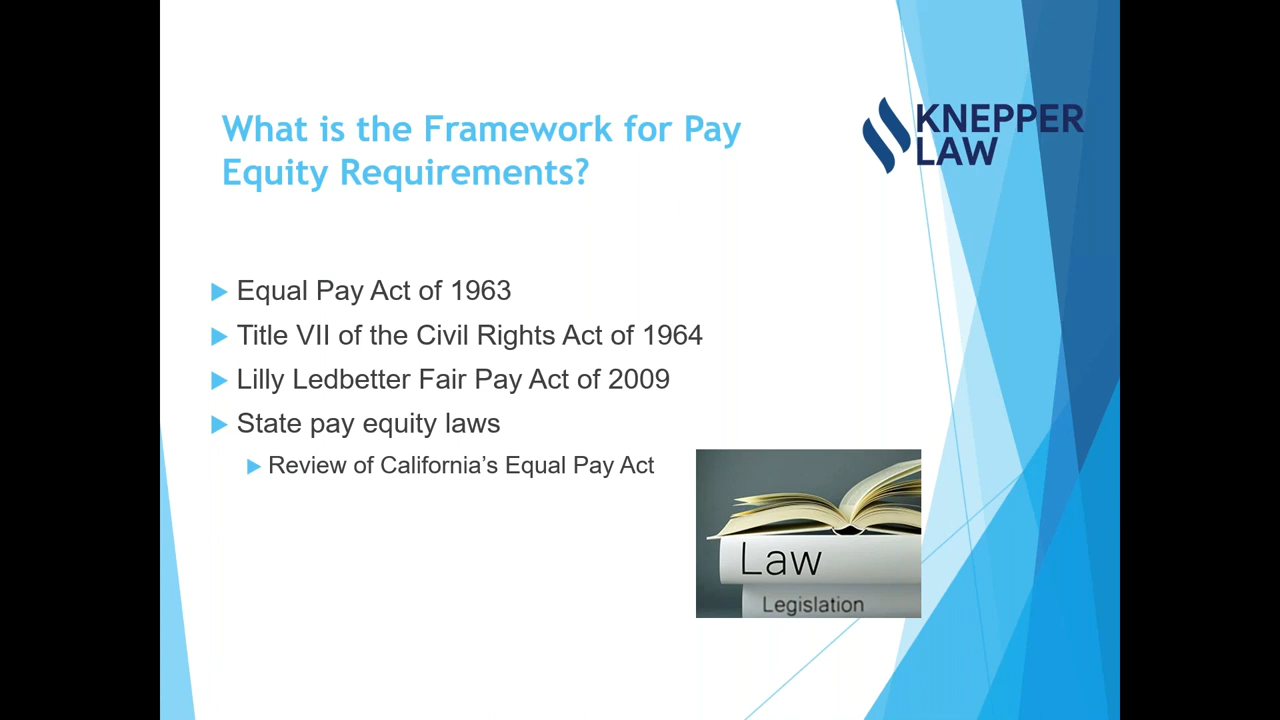 What is the Framework for Pay
Equity Requirements?
KNEPPER
LAW
Equal Pay Act of 1963
Title VII of the Civil Rights Act of 1964
Lilly Ledbetter Fair Pay Act of 2009
State pay equity laws
Review of California’s Equal Pay Act
Law
Legislation